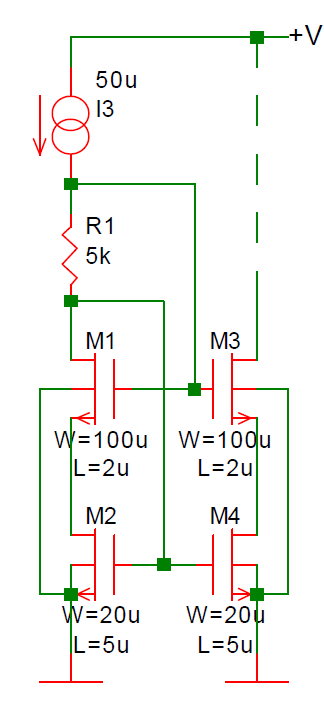 +V
50u
I3
R1
5k
M1
M3
W=100u
W=100u
L=2u
L=2u
M2
M4
W=20u
W=20u
L=5u
L=5u